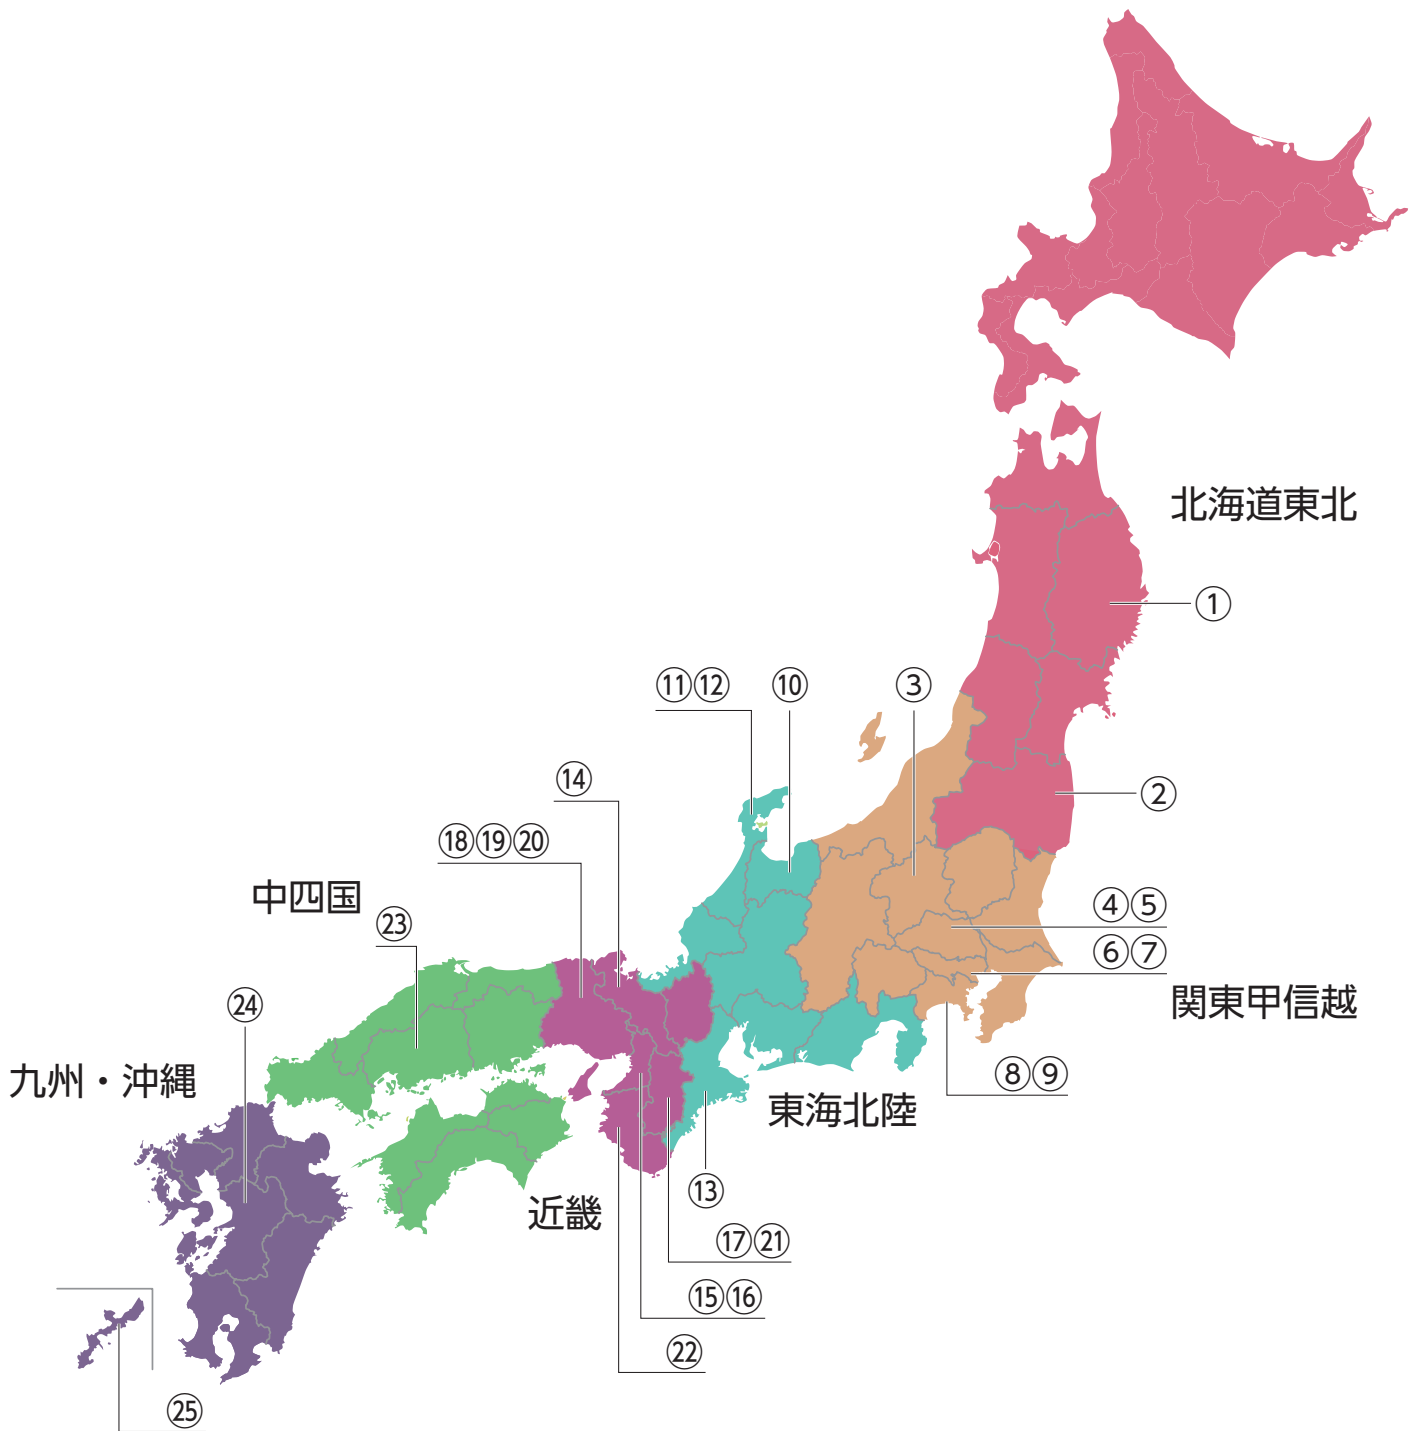 北海道東北
①
⑪⑫
⑩
③
⑭
②
⑱⑲⑳
中四国
㉓
④⑤
⑥⑦
㉔
関東甲信越
九州・沖縄
⑧⑨
東海北陸
⑬
近畿
⑰㉑
⑮⑯
㉒
㉕